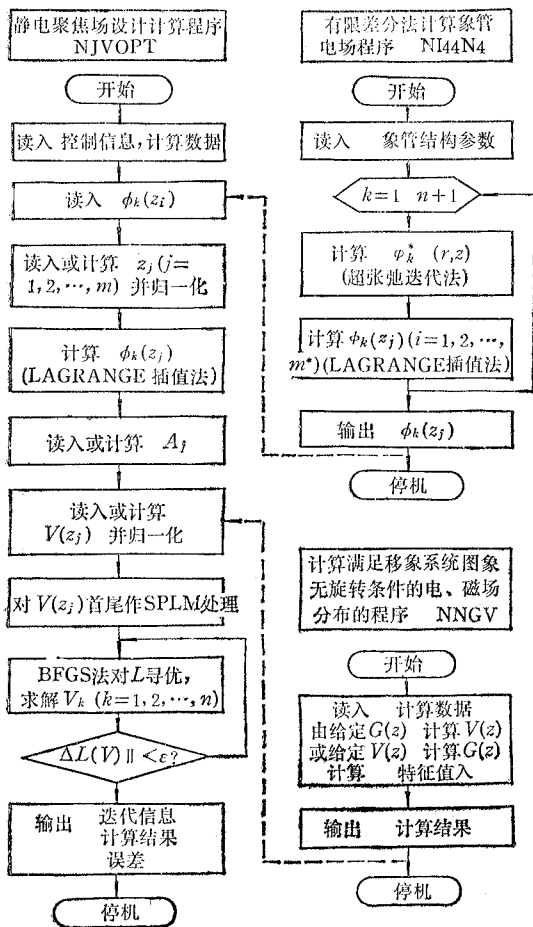 静电聚焦场设计计算程序
NJVOPT
开始
读入 控制信息,计算数据
读入 ϕₖ(zᵢ)
读入或计算 zⱼ(j=
1,2,…,m) 并归一化
计算 ϕₖ(zⱼ)
(LAGRANGE 插值法)
读入或计算 Aⱼ
读入或计算
V(zⱼ) 并归一化
对 V(zⱼ)首尾作SPLM处理
BFGS法对L寻优,
求解Vₖ (k=1,2,…,n)
ΔL(V)‖<ε?
输出 迭代信息
计算结果
误差
停机
有限差分法计算象管
电场程序 NI44N4
开始
读入 象管结构参数
k=1 n+1
计算 φₖ* (r,z)
(超张弛迭代法)
计算ϕₖ(zⱼ)(i=1,2,…,
m*)(LAGRANGE插值法)
输出 ϕₖ(zⱼ)
停机
计算满足移象系统图象
无旋转条件的电、磁场
分布的程序 NNGV
开始
读入 计算数据
由给定G(z) 计算V(z)
或给定V(z) 计算G(z)
计算 特征值入
输出 计算结果
停机